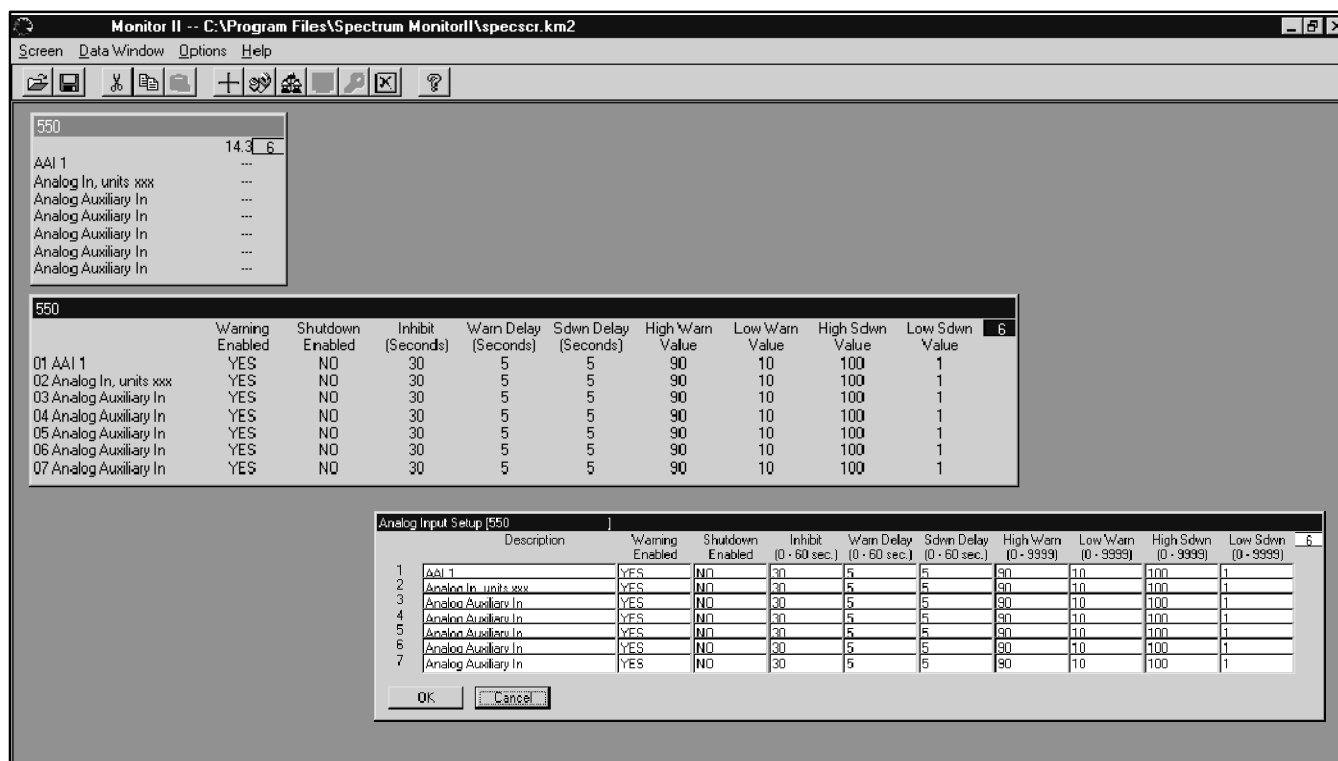 Monitor II -- C:\Program Files\Spectrum MonitorII\specscr.km2
Screen Data Window Options Help
550
14.3 6
AAI 1 ---
Analog In, units xxx ---
Analog Auxiliary In ---
Analog Auxiliary In ---
Analog Auxiliary In ---
Analog Auxiliary In ---
Analog Auxiliary In ---
550
Warning Shutdown Inhibit Warn Delay Sdwn Delay High Warn Low Warn High Sdwn Low Sdwn 6
Enabled Enabled (Seconds) (Seconds) (Seconds) Value Value Value Value
01 AAI 1 YES NO 30 5 5 90 10 100 1
02 Analog In, units xxx YES NO 30 5 5 90 10 100 1
03 Analog Auxiliary In YES NO 30 5 5 90 10 100 1
04 Analog Auxiliary In YES NO 30 5 5 90 10 100 1
05 Analog Auxiliary In YES NO 30 5 5 90 10 100 1
06 Analog Auxiliary In YES NO 30 5 5 90 10 100 1
07 Analog Auxiliary In YES NO 30 5 5 90 10 100 1
Analog Input Setup [550 ]
Description Warning Shutdown Inhibit Warn Delay Sdwn Delay High Warn Low Warn High Sdwn Low Sdwn 6
Enabled Enabled (0 - 60 sec.) (0 - 60 sec.) (0 - 60 sec.) (0 - 9999) (0 - 9999) (0 - 9999) (0 - 9999)
1 AAI 1 YES NO 30 5 5 90 10 100 1
2 Analog In, units xxx YES NO 30 5 5 90 10 100 1
3 Analog Auxiliary In YES NO 30 5 5 90 10 100 1
4 Analog Auxiliary In YES NO 30 5 5 90 10 100 1
5 Analog Auxiliary In YES NO 30 5 5 90 10 100 1
6 Analog Auxiliary In YES NO 30 5 5 90 10 100 1
7 Analog Auxiliary In YES NO 30 5 5 90 10 100 1
OK Cancel